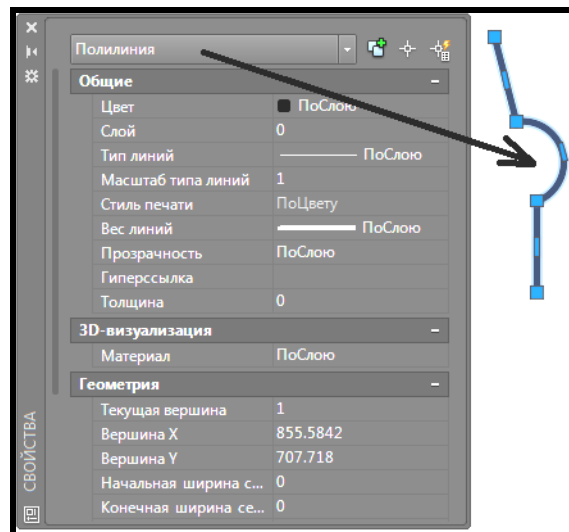 Полилиния
Общие
Цвет ПоСлою
Слой 0
Тип линий ПоСлою
Масштаб типа линий 1
Стиль печати ПоЦвету
Вес линий ПоСлою
Прозрачность ПоСлою
Гиперссылка
Толщина 0
3D-визуализация
Материал ПоСлою
Геометрия
Текущая вершина 1
Вершина X 855.5842
Вершина Y 707.718
Начальная ширина с... 0
Конечная ширина се... 0
СВОЙСТВА